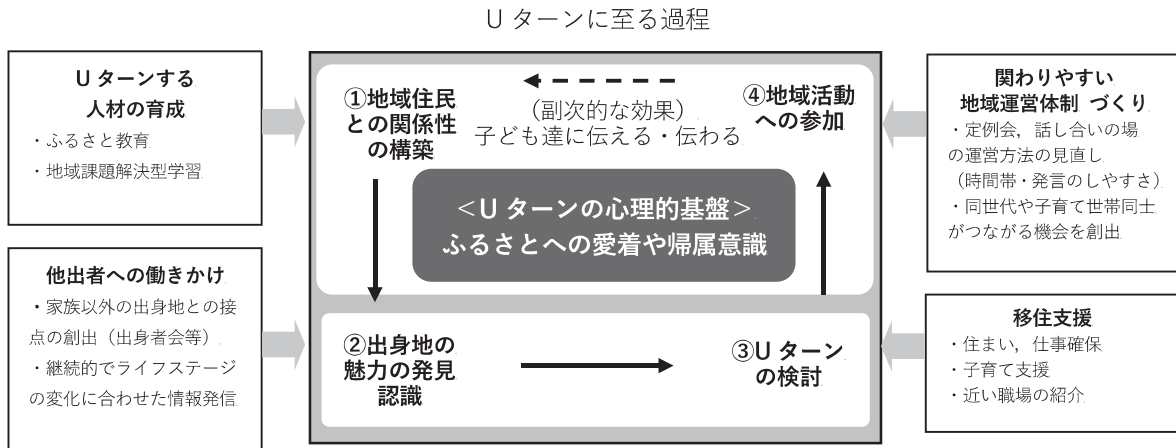 Uターンに至る過程
Uターンする
人材の育成
・ふるさと教育
・地域課題解決型学習
他出者への働きかけ
・家族以外の出身地との接
点の創出（出身者会等）
・継続的でライフステージ
の変化に合わせた情報発信
①地域住民
との関係性
の構築
（副次的な効果）
子ども達に伝える・伝わる
④地域活動
への参加
＜Uターンの心理的基盤＞
ふるさとへの愛着や帰属意識
②出身地の
魅力の発見
認識
③Uターン
の検討
関わりやすい
地域運営体制 づくり
・定例会，話し合いの場
の運営方法の見直し
（時間帯・発言のしやすさ）
・同世代や子育て世帯同士
がつながる機会を創出
移住支援
・住まい，仕事確保
・子育て支援
・近い職場の紹介